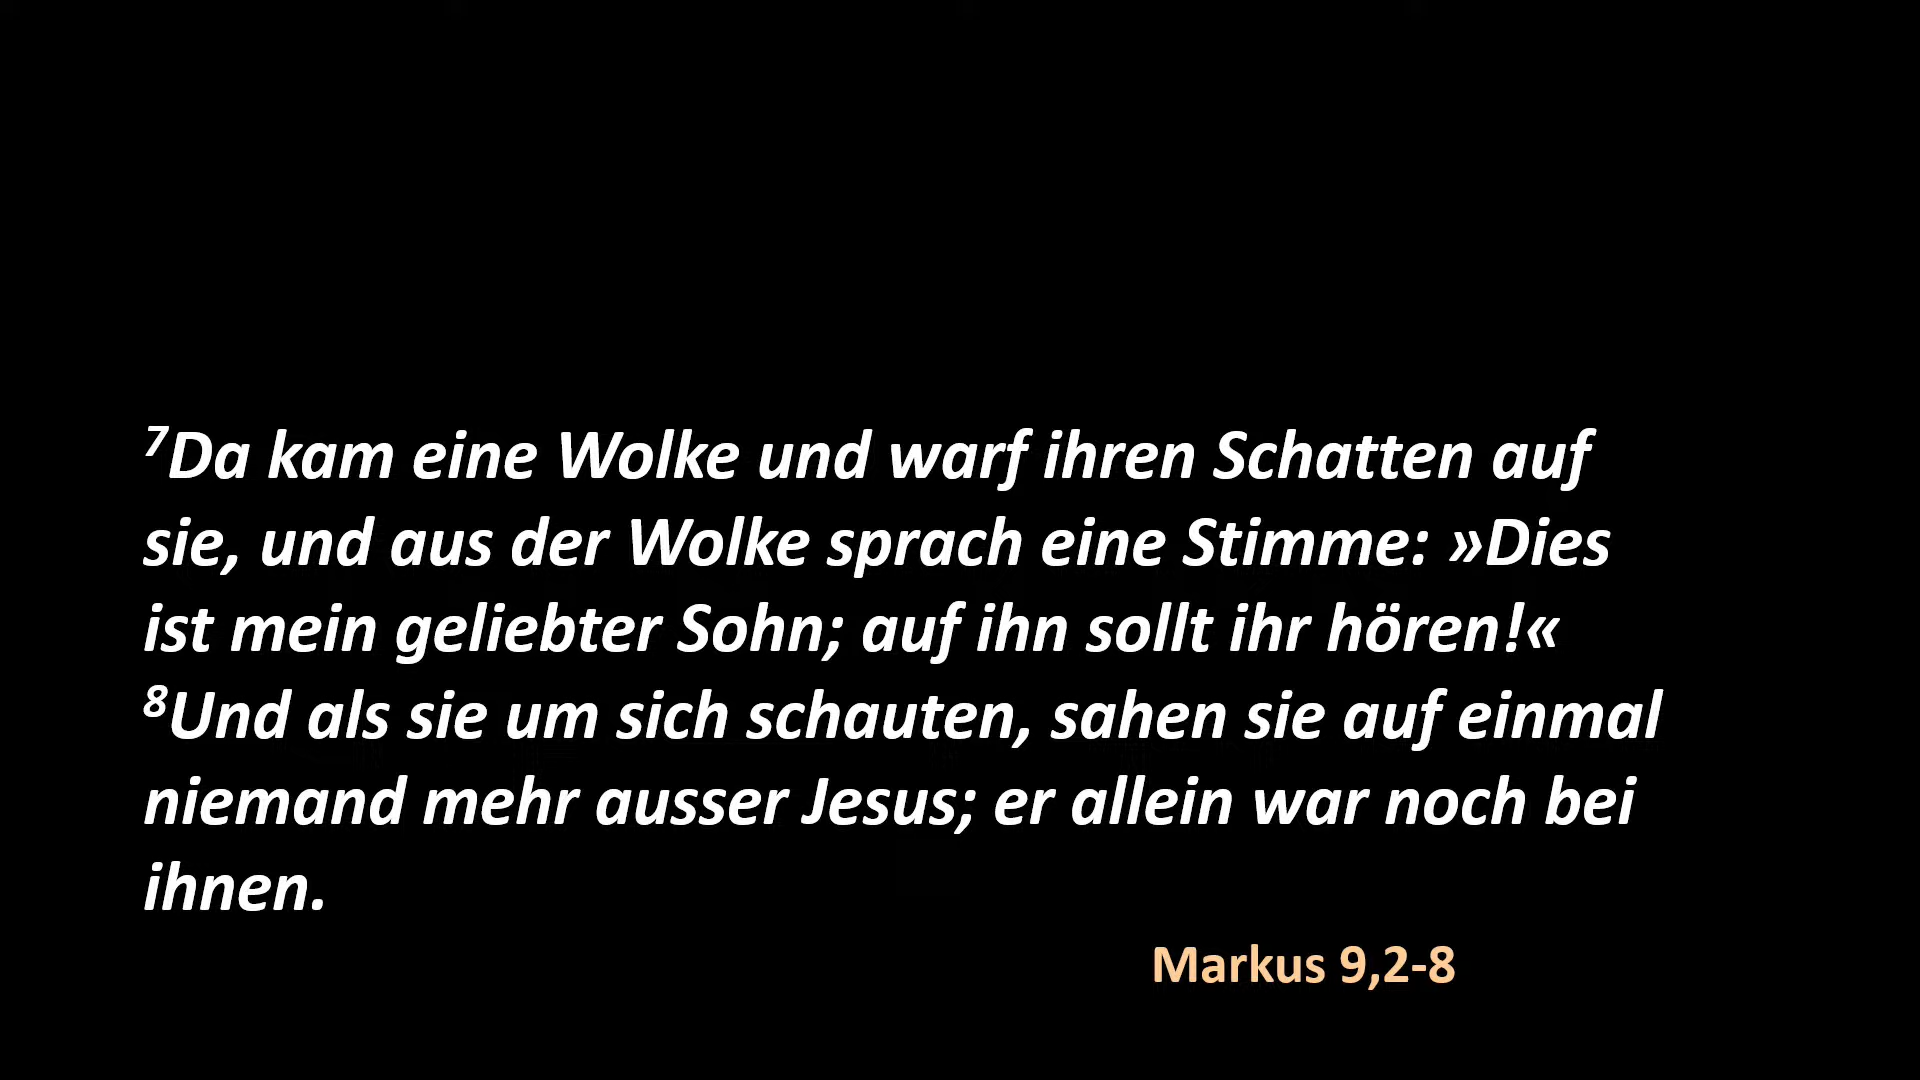 ⁷Da kam eine Wolke und warf ihren Schatten auf
sie, und aus der Wolke sprach eine Stimme: »Dies
ist mein geliebter Sohn; auf ihn sollt ihr hören!«
⁸Und als sie um sich schauten, sahen sie auf einmal
niemand mehr ausser Jesus; er allein war noch bei
ihnen.
Markus 9,2-8